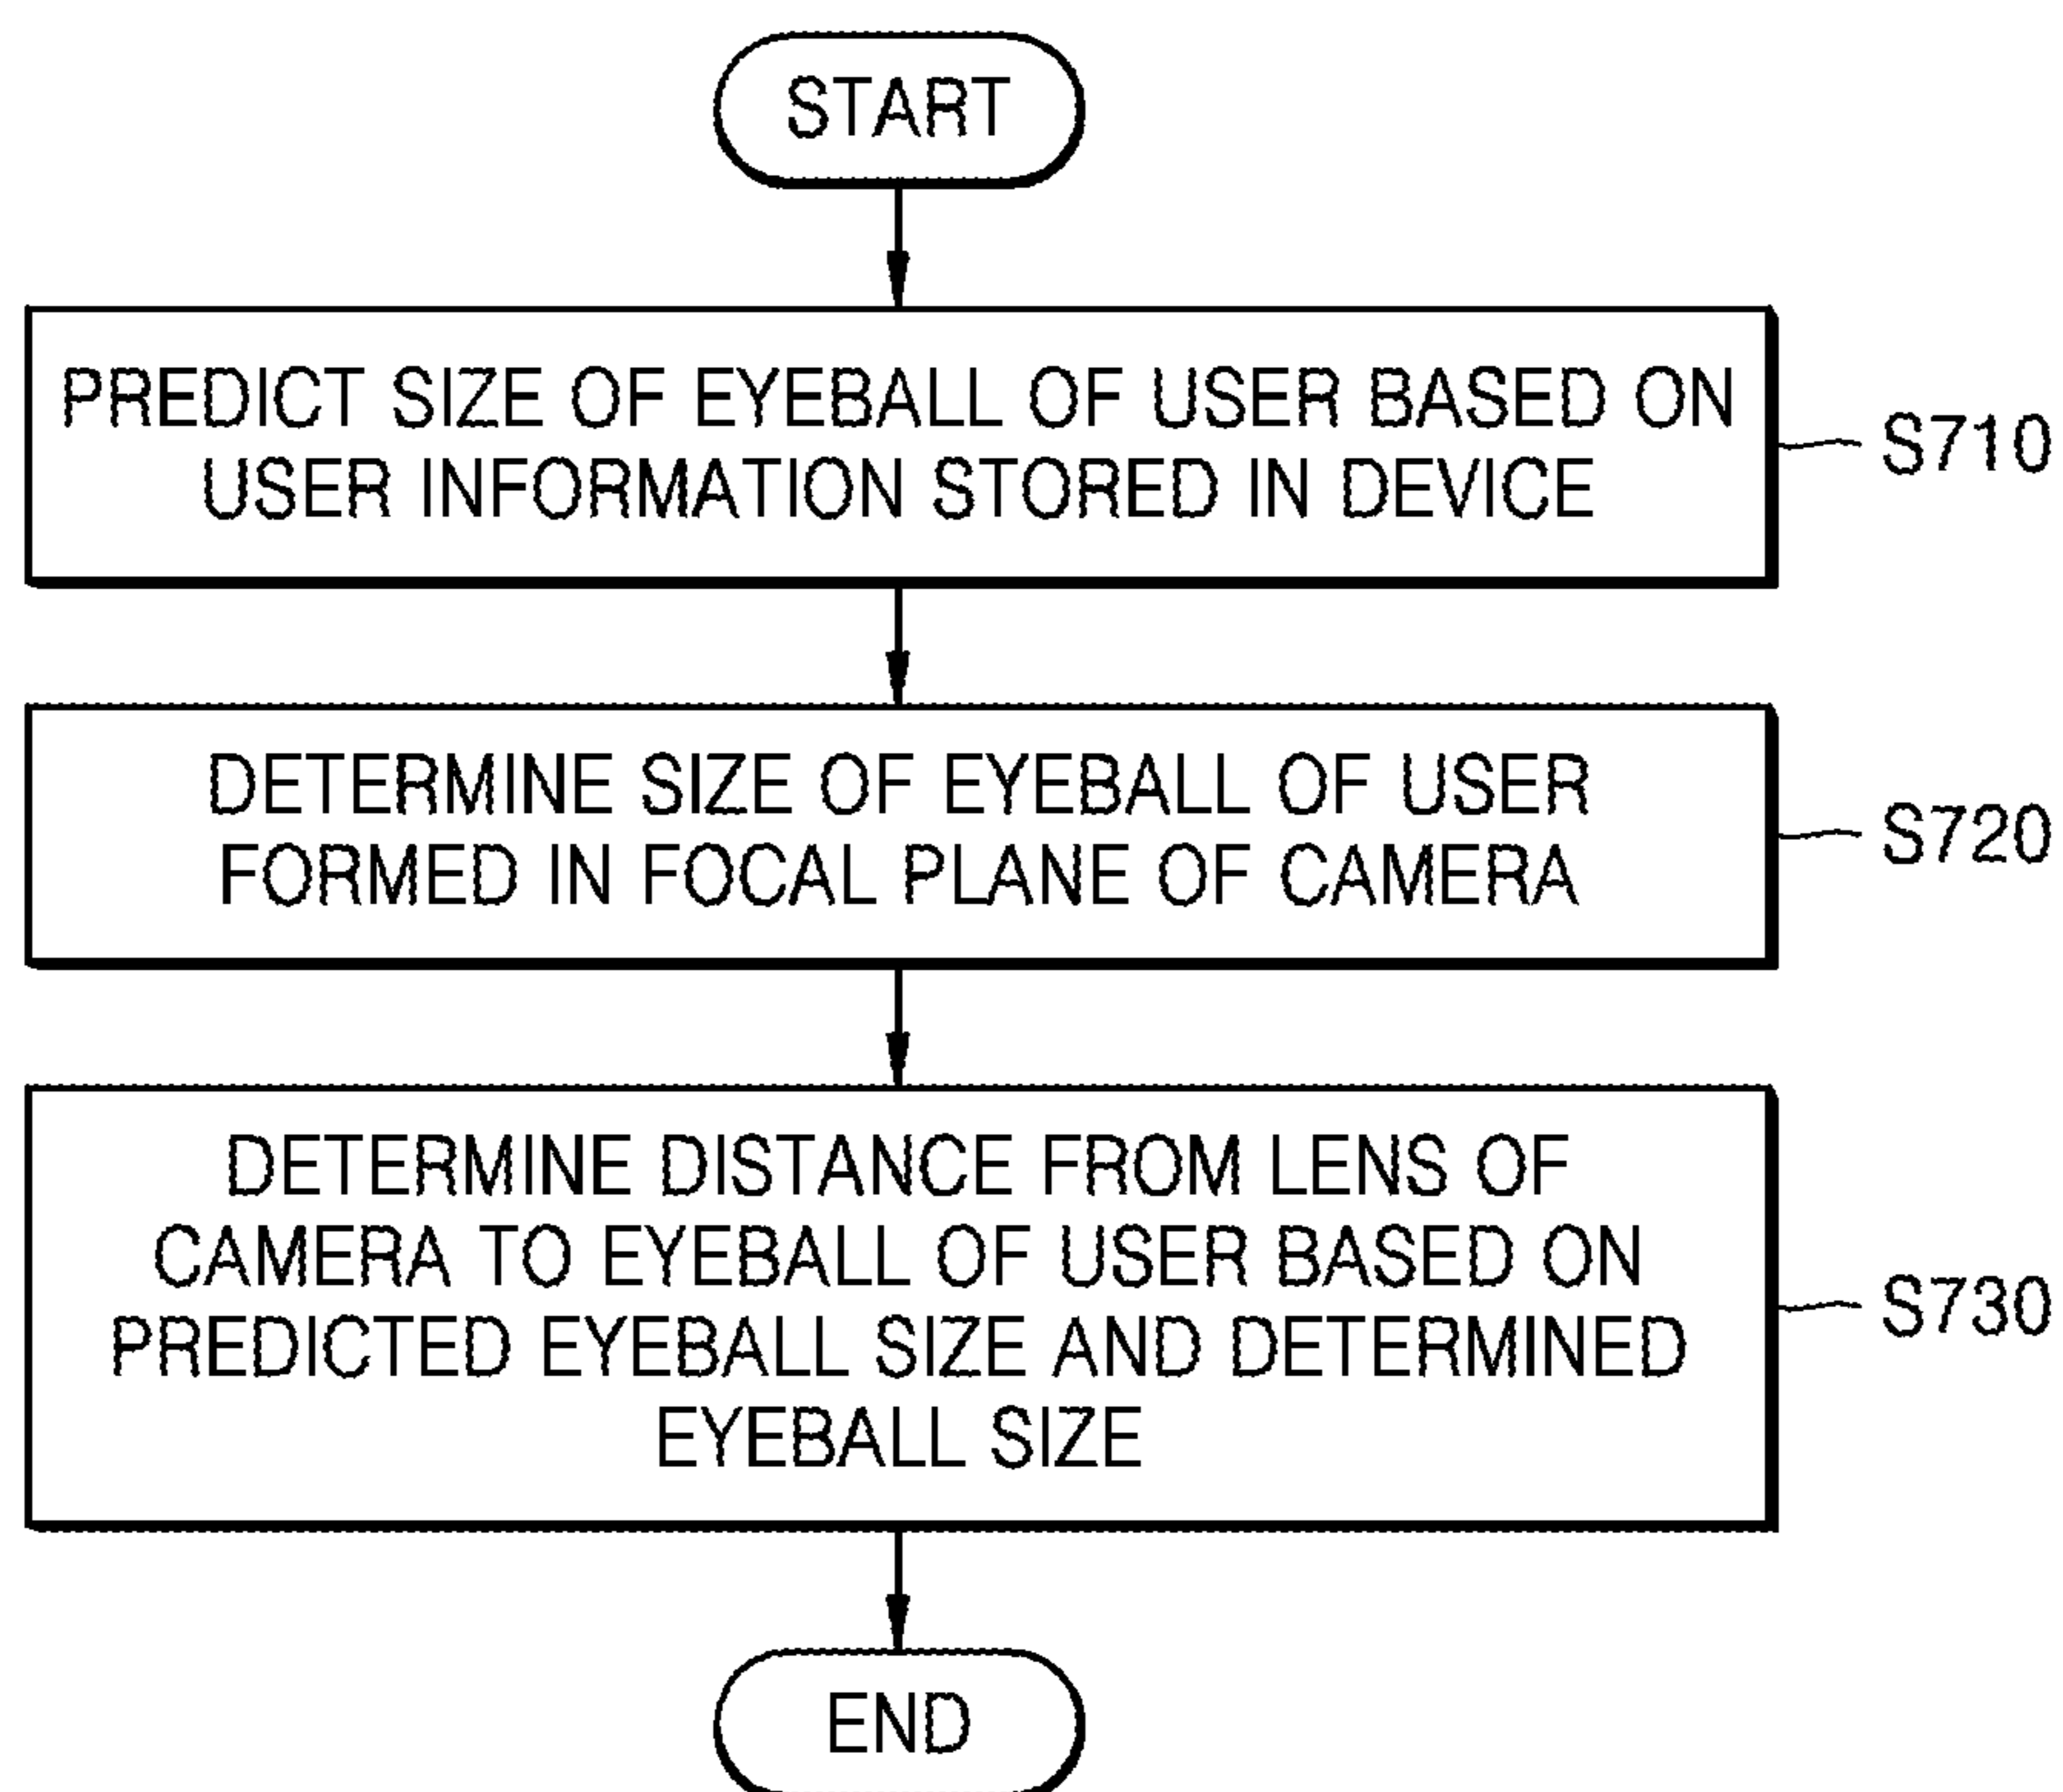 START
PREDICT SIZE OF EYEBALL OF USER BASED ON
USER INFORMATION STORED IN DEVICE
S710
DETERMINE SIZE OF EYEBALL OF USER
FORMED IN FOCAL PLANE OF CAMERA
S720
DETERMINE DISTANCE FROM LENS OF
CAMERA TO EYEBALL OF USER BASED ON
PREDICTED EYEBALL SIZE AND DETERMINED
EYEBALL SIZE
S730
END